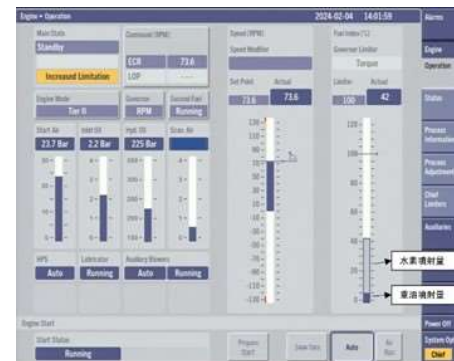 Engine • Operation
2024-02-04 14:01:59
Main State
Standby
Increased Limitation
Command (RPM)
ECR 73.6
LOP ---
Engine Mode
Tier II
Governor
RPM
Second Fuel
Running
Start Air
23.7 Bar
Inlet Oil
2.2 Bar
Hyd. Oil
225 Bar
Scav. Air
HPS
Auto
Lubricator
Running
Auxiliary Blowers
Auto
Running
Speed (RPM)
Speed Modifier
Set Point
73.6
Actual
73.6
Fuel Index (%)
Governor Limiter
Torque
Limiter
100
Actual
42
水素噴射量
重油噴射量
Engine Start
Start Status
Running
Prepare Start
Slow Turn
Auto
Air Run
Alarms
Engine
Operation
Status
Process Information
Process Adjustment
Chief Limiters
Auxiliaries
Power Off
Chief